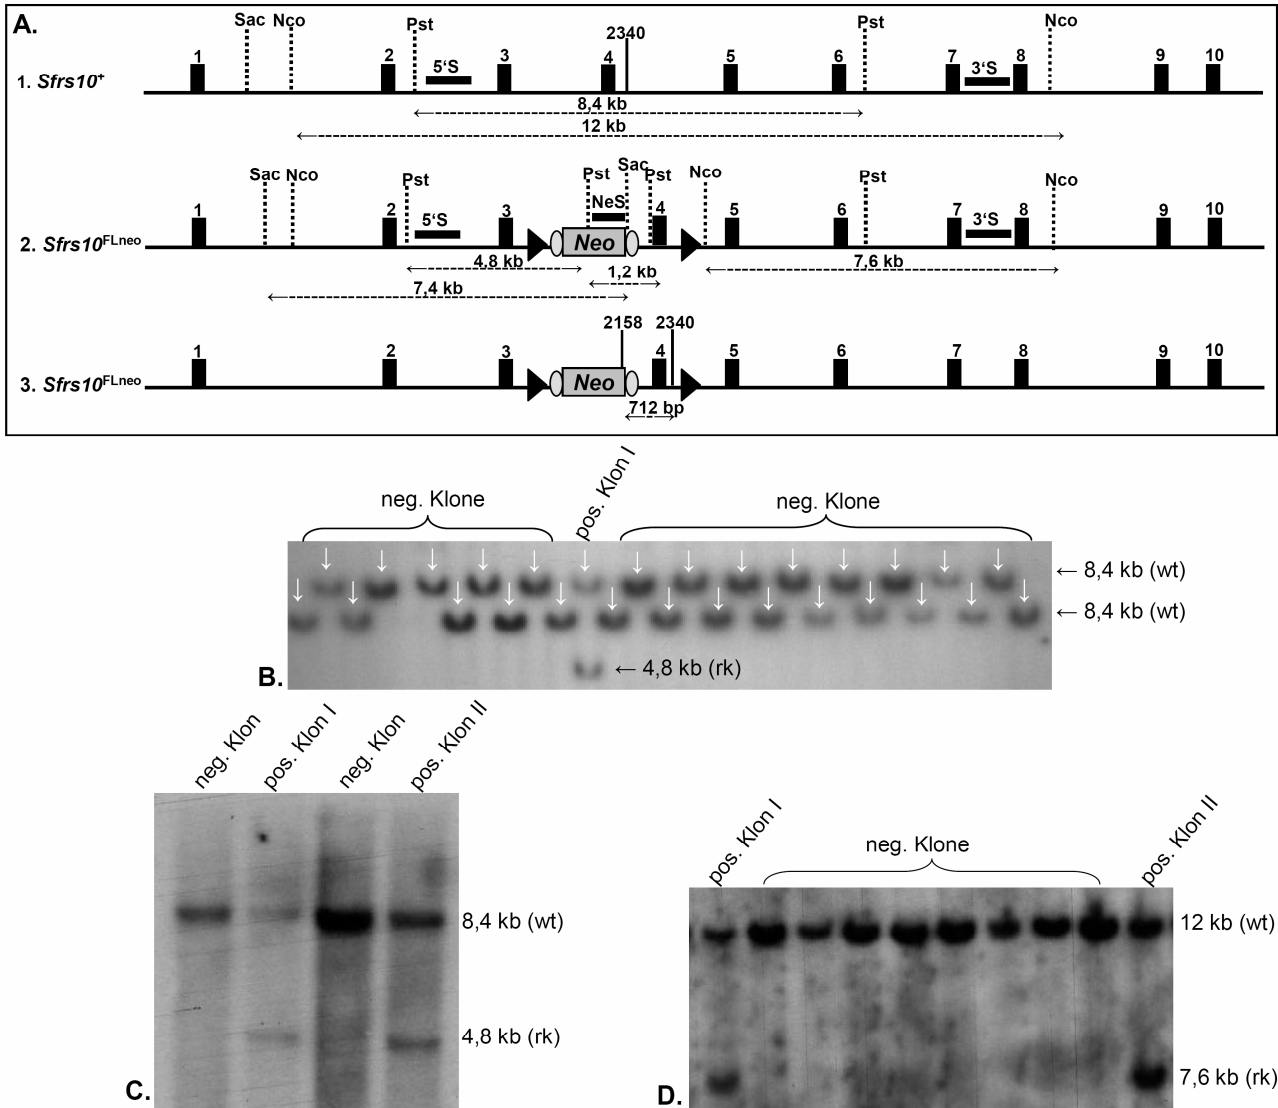 A.
Sac Nco Pst 2340 Pst Nco
1 2 5‘S 3 4 5 6 7 3‘S 8 9 10
1. Sfrs10⁺
8,4 kb
12 kb
Sac Nco Pst Pst Sac Pst Nco Pst Nco
1 2 5‘S 3 NeS 4 5 6 7 3‘S 8 9 10
2. Sfrs10FLneo Neo
4,8 kb 1,2 kb 7,6 kb
7,4 kb
2158 2340
1 2 3 4 5 6 7 8 9 10
3. Sfrs10FLneo Neo
712 bp
neg. Klone pos. Klon I neg. Klone
← 8,4 kb (wt)
← 8,4 kb (wt)
← 4,8 kb (rk)
B.
neg. Klon pos. Klon I neg. Klon pos. Klon II
8,4 kb (wt)
4,8 kb (rk)
C.
pos. Klon I neg. Klone pos. Klon II
12 kb (wt)
7,6 kb (rk)
D.